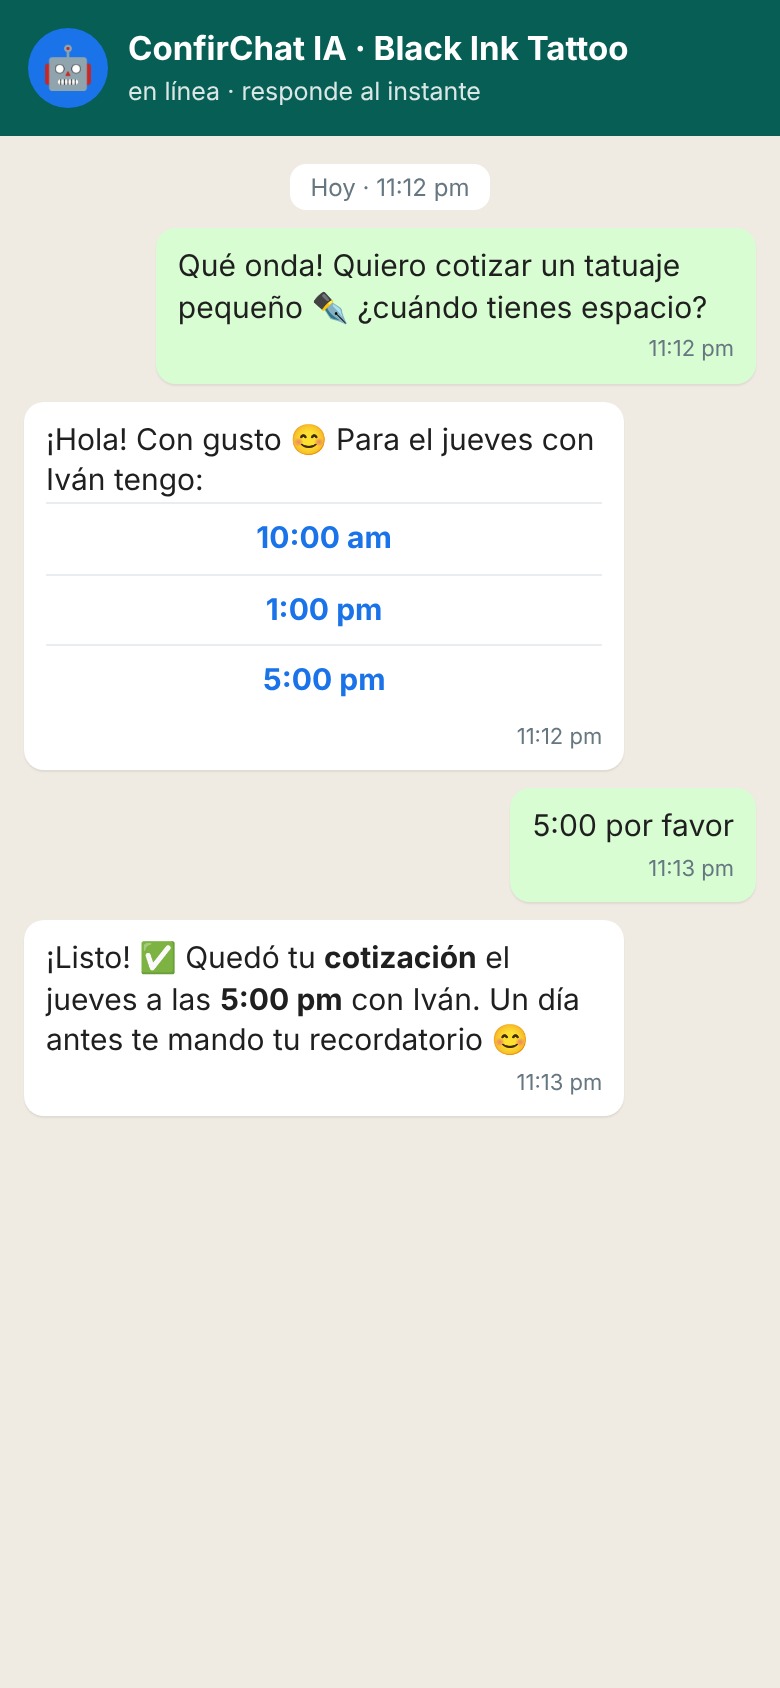 ConfirChat IA · Black Ink Tattoo
en línea · responde al instante
Hoy · 11:12 pm
Qué onda! Quiero cotizar un tatuaje
pequeño ✒️ ¿cuándo tienes espacio?
11:12 pm
¡Hola! Con gusto 😊 Para el jueves con
Iván tengo:
10:00 am
1:00 pm
5:00 pm
11:12 pm
5:00 por favor
11:13 pm
¡Listo! ✅ Quedó tu cotización el
jueves a las 5:00 pm con Iván. Un día
antes te mando tu recordatorio 😊
11:13 pm